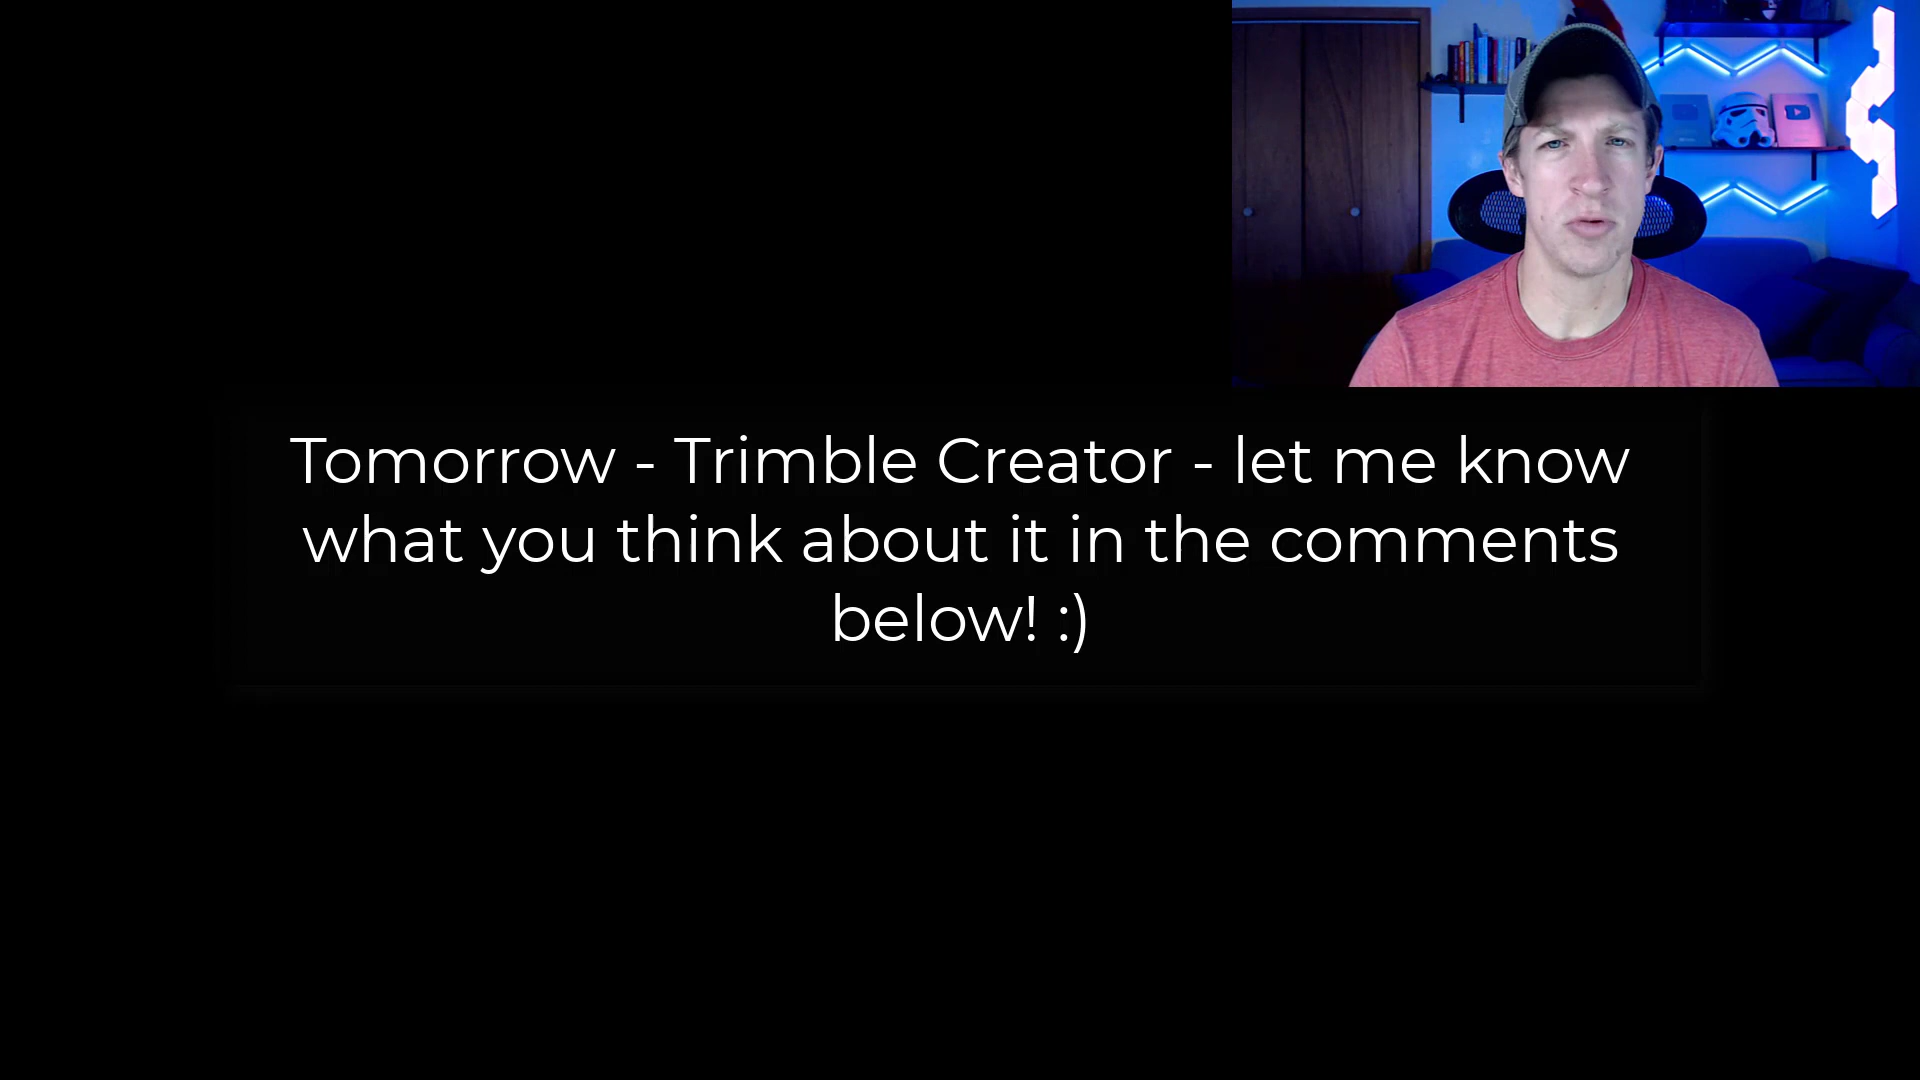 Tomorrow - Trimble Creator - let me know
what you think about it in the comments
below! :)